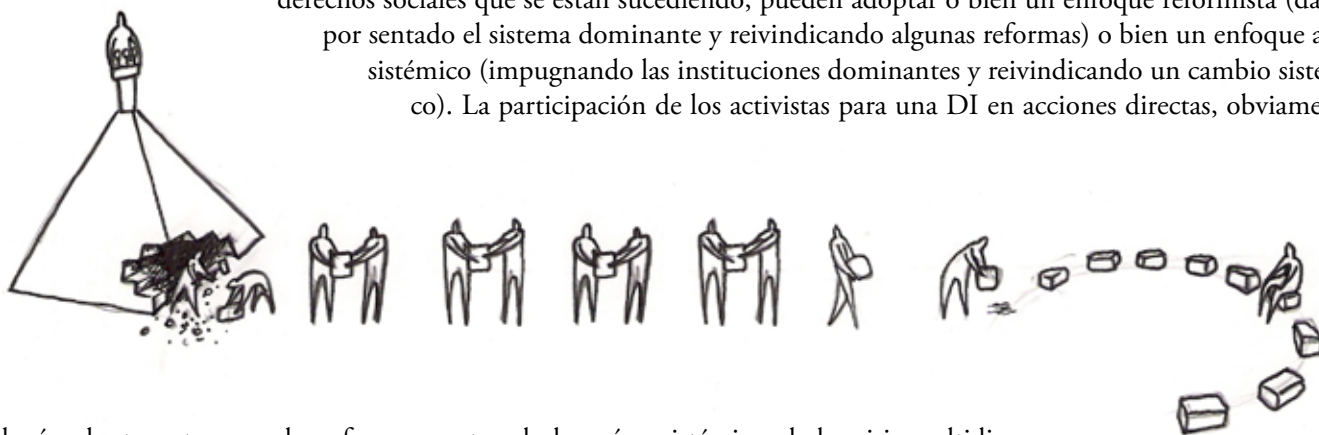 derechos sociales que se están sucediendo, pueden adoptar o bien un enfoque reformista
por sentado el sistema dominante y reivindicando algunas reformas) o bien un enfoque
sistémico (impugnando las instituciones dominantes y reivindicando un cambio
co). La participación de los activistas para una DI en acciones directas,